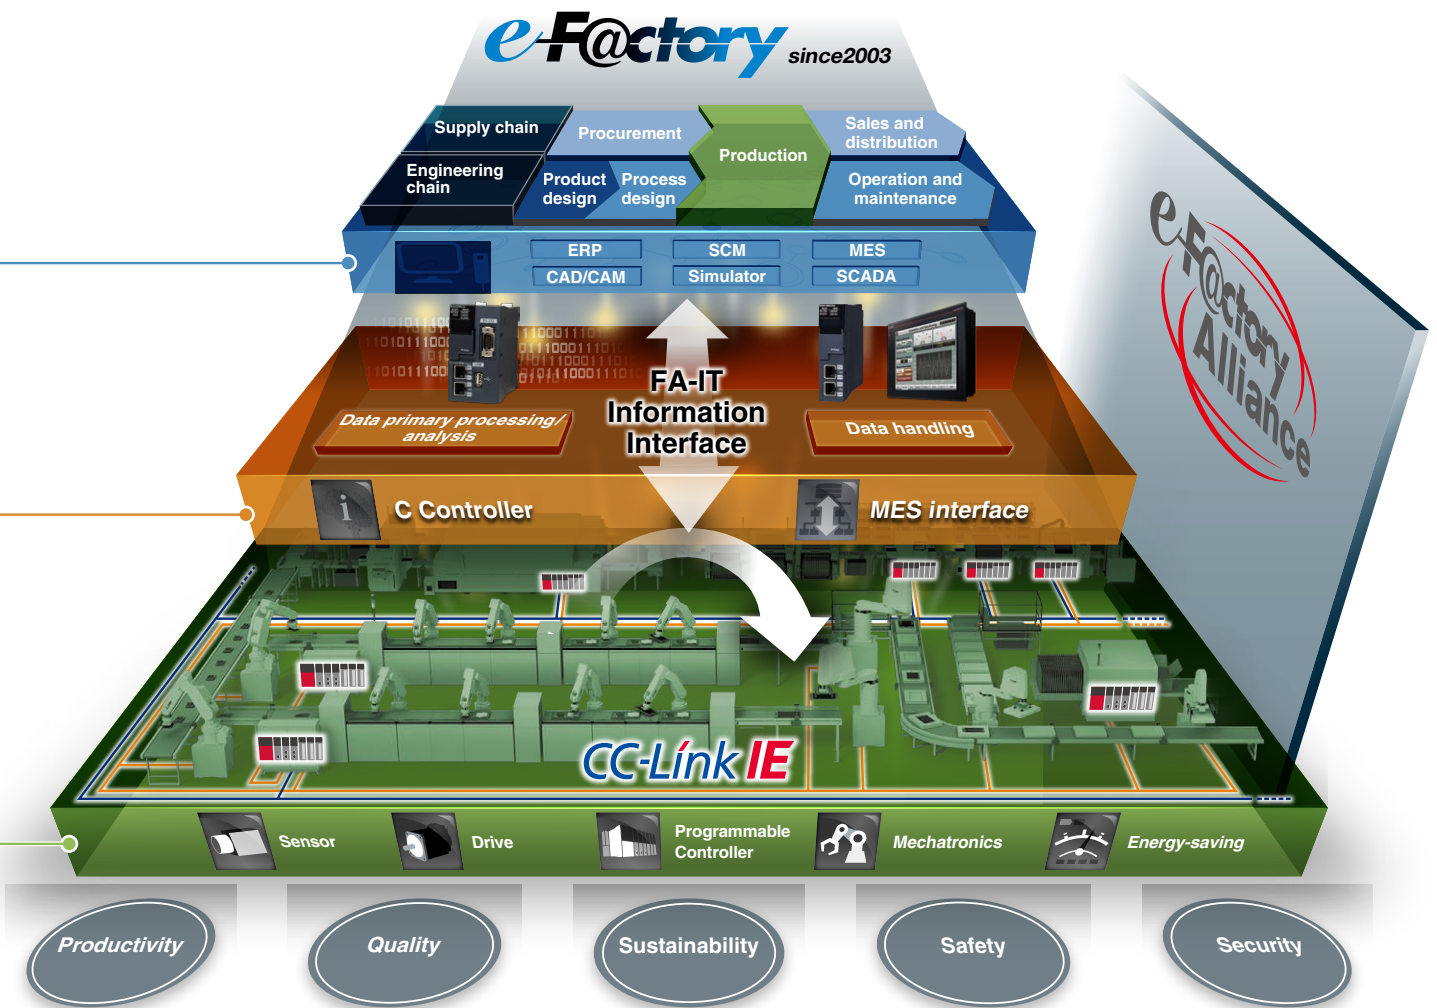 e-F@ctory since2003
Supply chain
Procurement
Production
Sales and
distribution
Engineering
chain
Product
design
Process
design
Operation and
maintenance
ERP
SCM
MES
CAD/CAM
Simulator
SCADA
FA-IT
Information
Interface
Data primary processing/
analysis
Data handling
C Controller
MES interface
e-F@ctory
Alliance
CC-Link IE
Sensor
Drive
Programmable
Controller
Mechatronics
Energy-saving
Productivity
Quality
Sustainability
Safety
Security